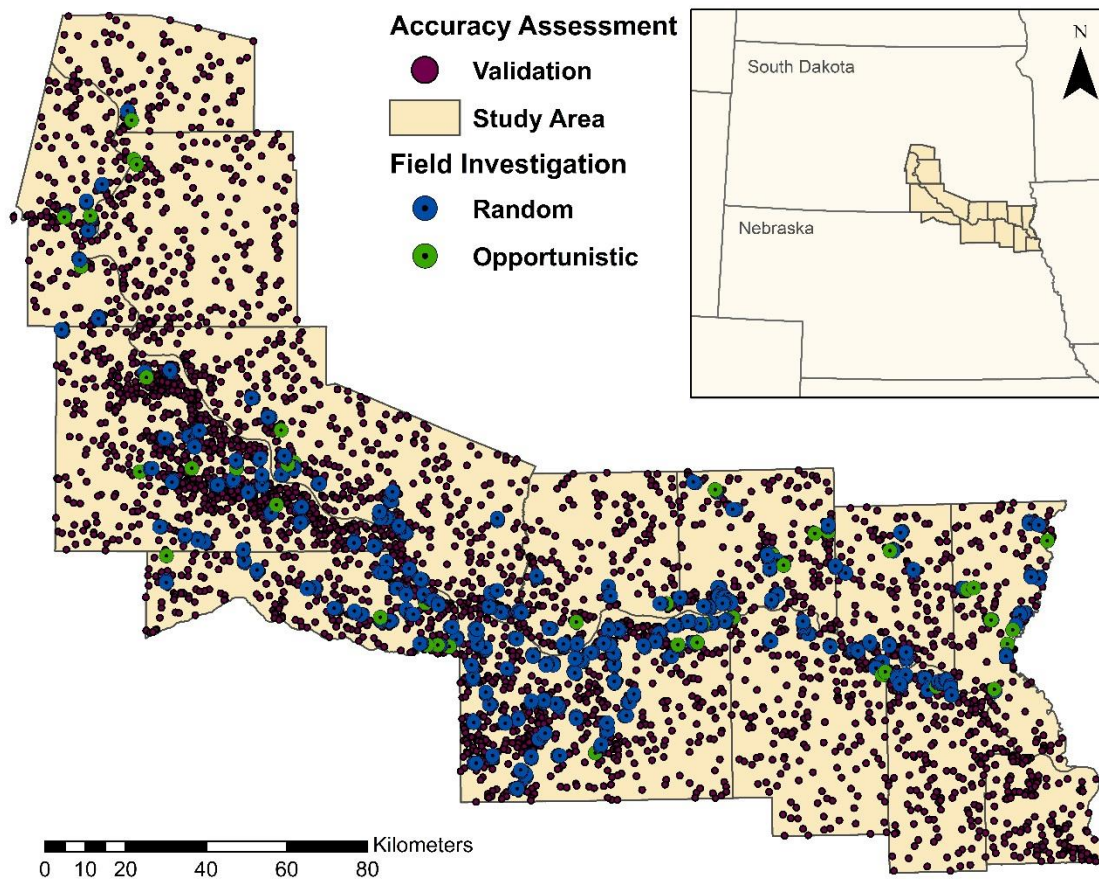 Accuracy Assessment
Validation
Study Area
Field Investigation
Random
Opportunistic
N
South Dakota
Nebraska
Kilometers
0 10 20 40 60 80